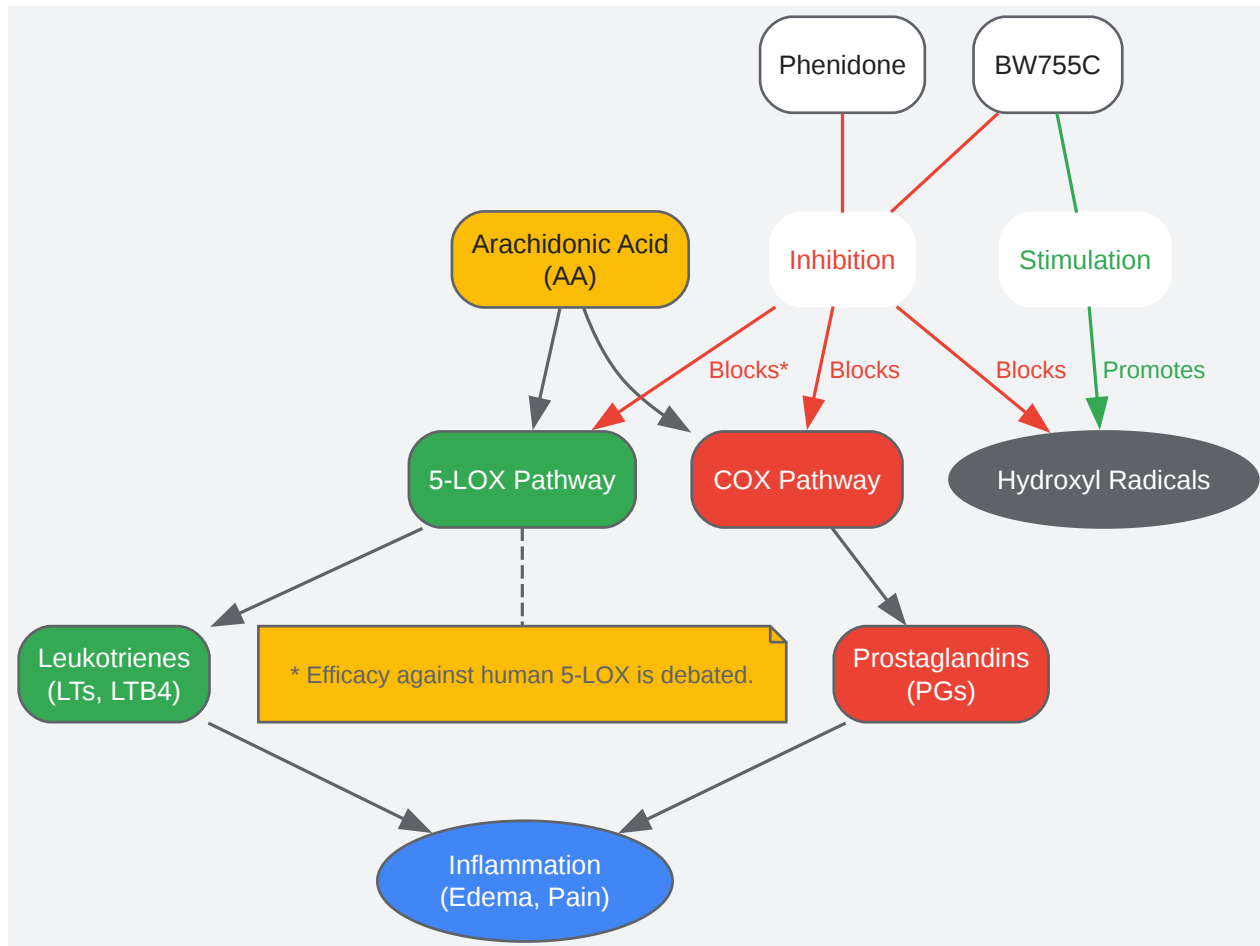 Phenidone
BW755C
Arachidonic Acid
(AA)
Inhibition
Stimulation
Blocks*
Blocks
Blocks
Promotes
5-LOX Pathway
COX Pathway
Hydroxyl Radicals
Leukotrienes
(LTs, LTB4)
* Efficacy against human 5-LOX is debated.
Prostaglandins
(PGs)
Inflammation
(Edema, Pain)